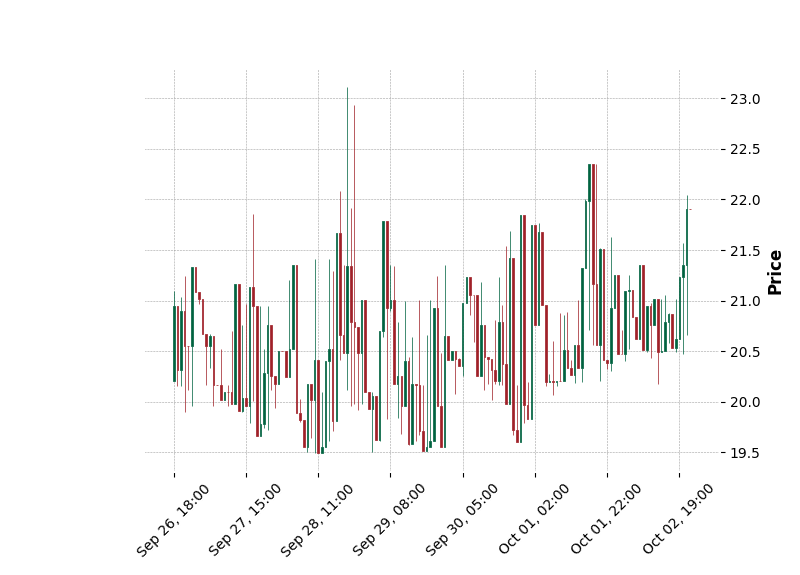 23.0
22.5
22.0
21.5
21.0
20.5
20.0
19.5
Price
Sep 26, 18:00
Sep 27, 15:00
Sep 28, 11:00
Sep 29, 08:00
Sep 30, 05:00
Oct 01, 02:00
Oct 01, 22:00
Oct 02, 19:00